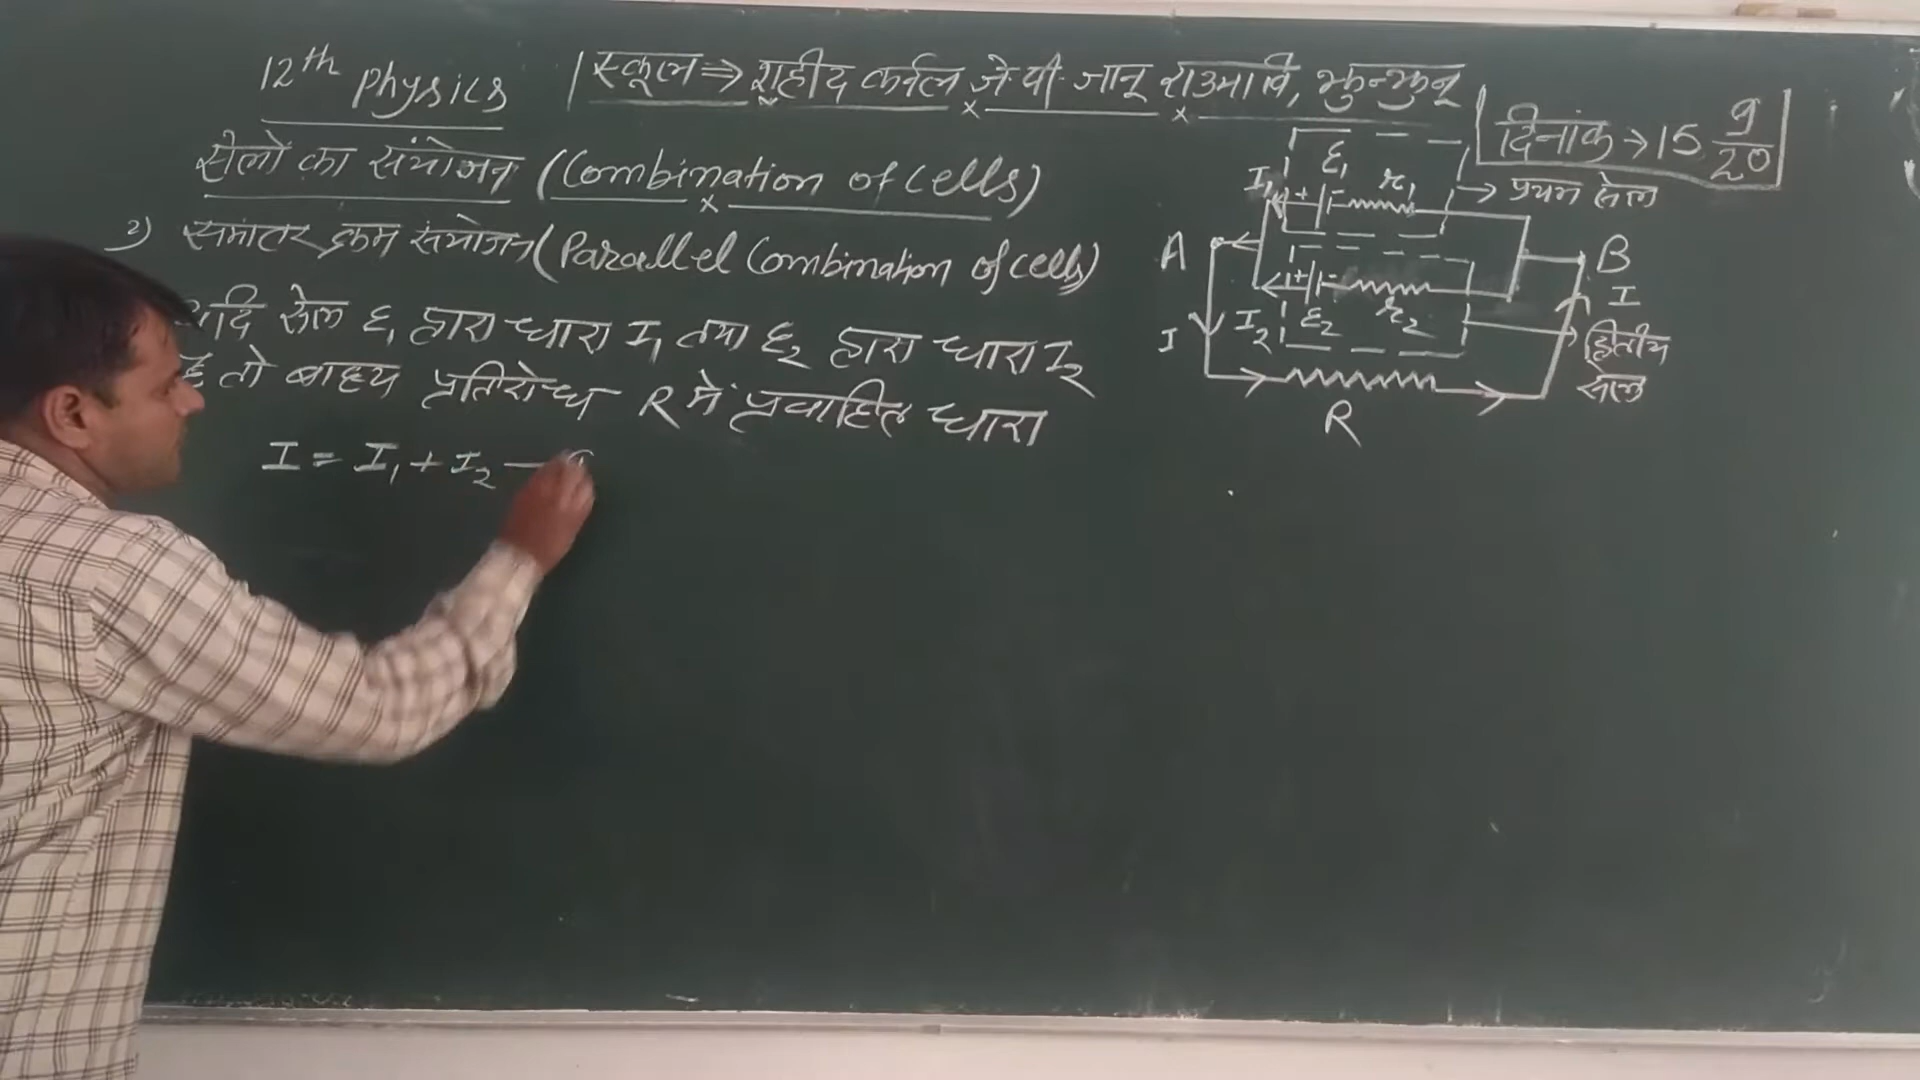 12th Physics
स्कूल ⇒ शहीद कर्नल जे.पी. जानू राउमावि, झुन्झुनू
दिनांक → 15 9/20
सेलों का संयोजन (Combination of cells)
2) समांतर क्रम संयोजन (Parallel Combination of cells)
यदि सेल ε₁ द्वारा धारा I₁ तथा ε₂ द्वारा धारा I₂
है तो बाह्य प्रतिरोध R में प्रवाहित धारा
I = I₁ + I₂ —
ε₁
I₁ + - r₁ → प्रथम सेल
A B
+ - I
I I₂ ε₂ r₂ → द्वितीय
सेल
R